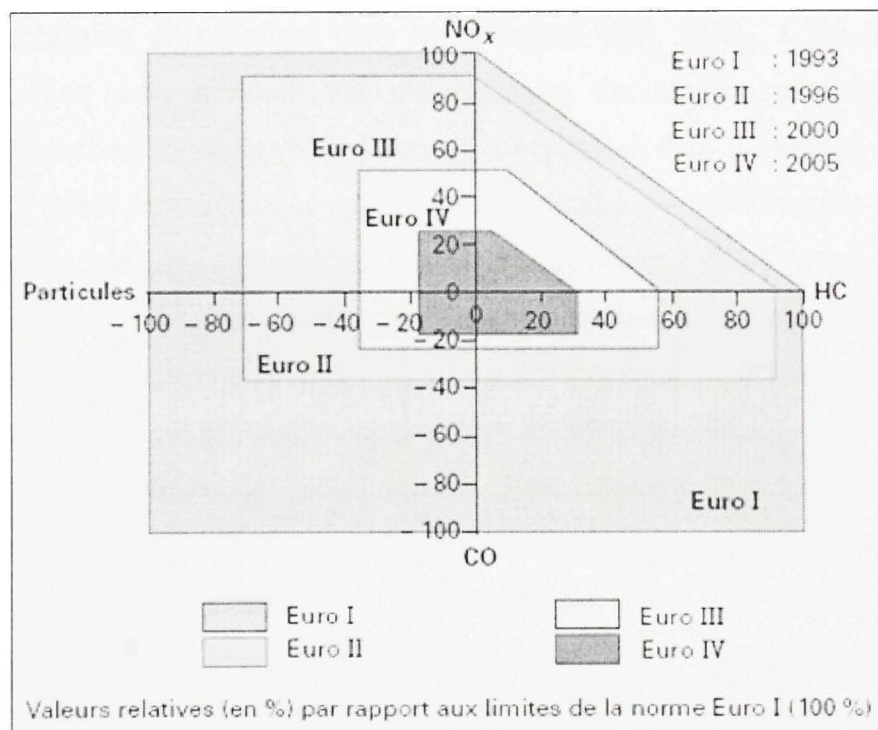 NOx
Euro I : 1993
Euro II : 1996
Euro III : 2000
Euro IV : 2005
100
80
60
40
20
0
Euro III
Euro IV
Particules
HC
– 100 – 80 – 60 – 40 – 20 0 20 40 60 80 100
– 20
– 40
– 60
– 80
– 100
Euro II
Euro I
CO
Euro I
Euro II
Euro III
Euro IV
Valeurs relatives (en %) par rapport aux limites de la norme Euro I (100 %)